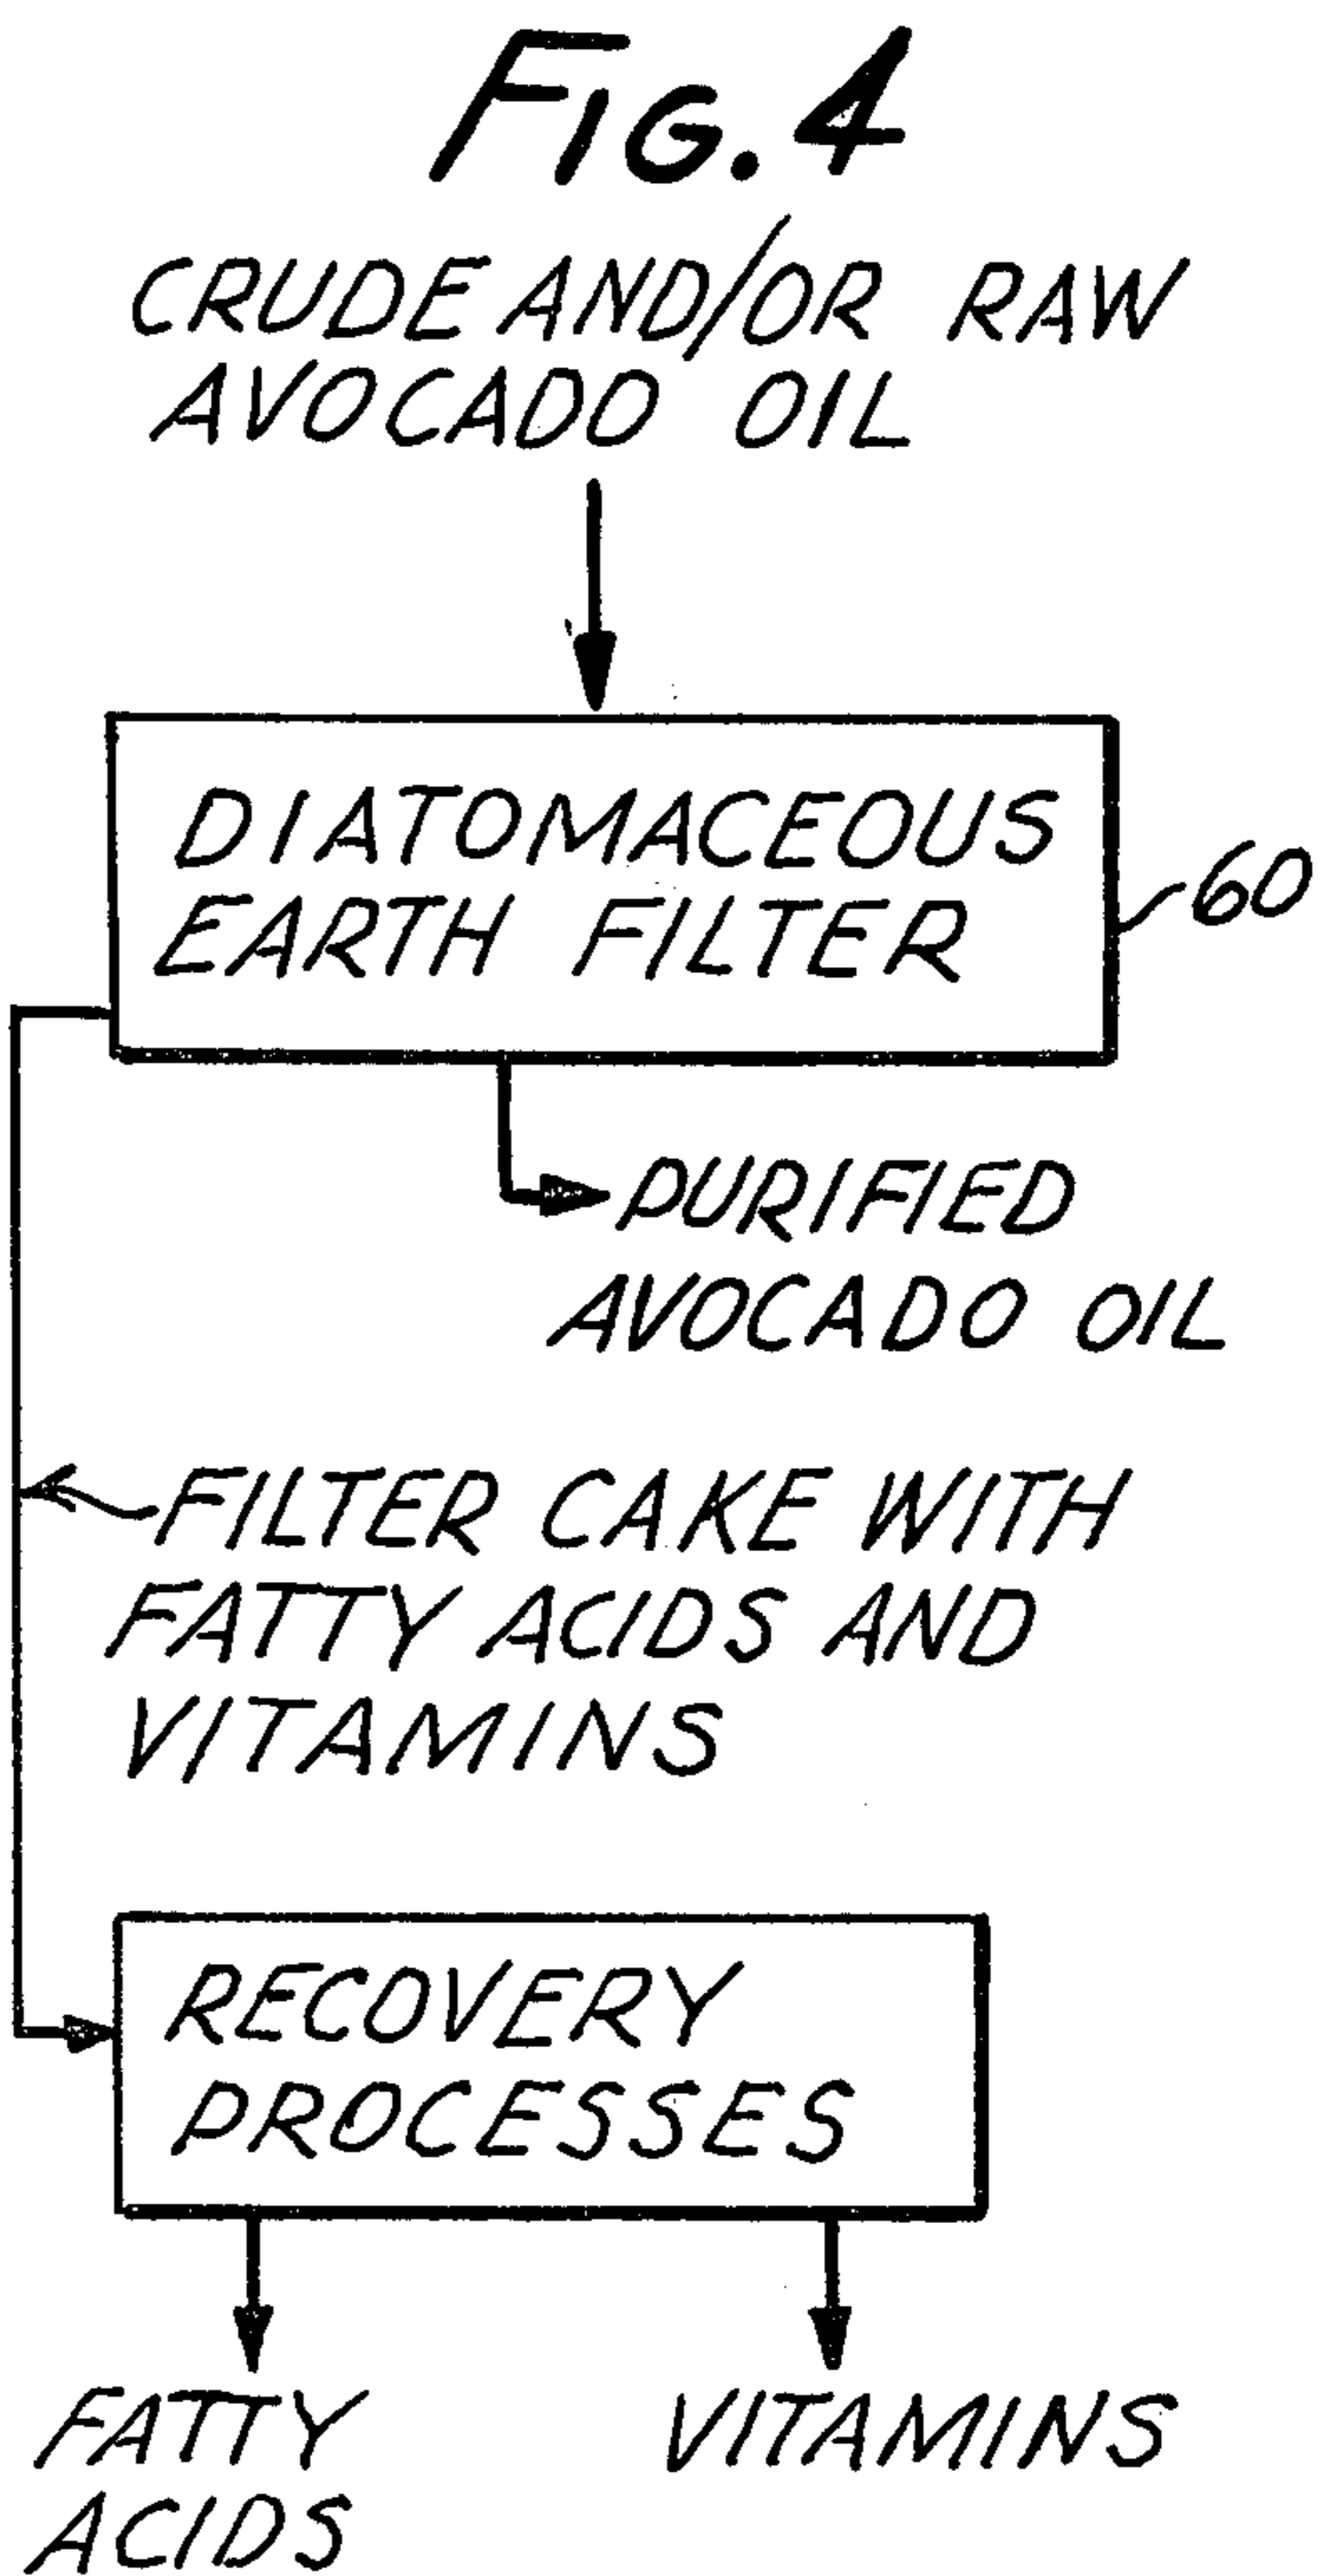 FIG. 4
CRUDE AND/OR RAW
AVOCADO OIL
DIATOMACEOUS
EARTH FILTER
60
PURIFIED
AVOCADO OIL
FILTER CAKE WITH
FATTY ACIDS AND
VITAMINS
RECOVERY
PROCESSES
FATTY
ACIDS
VITAMINS